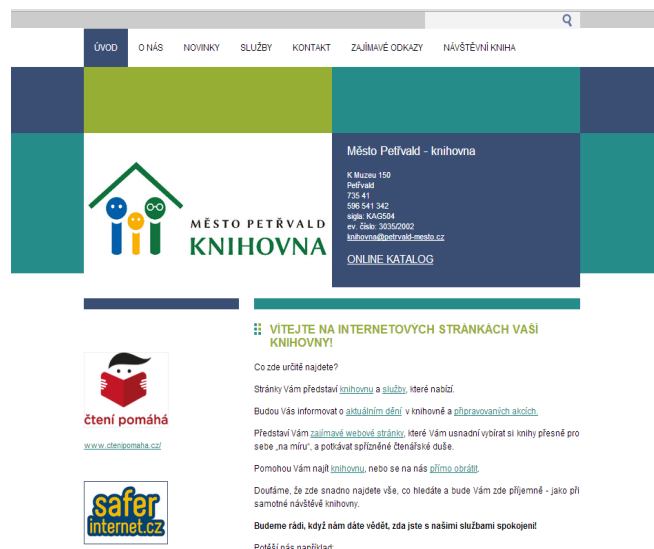 ÚVOD O NÁS NOVINKY SLUŽBY KONTAKT ZAJÍMAVÉ ODKAZY NÁVŠTĚVNÍ KNIHA
MĚSTO PETŘVALD
KNIHOVNA
Město Petřvald - knihovna
K Muzeu 150
Petřvald
735 41
596 541 342
sigla: KAG504
ev. číslo: 3035/2002
knihovna@petrvald-mesto.cz
ONLINE KATALOG
čtení pomáhá
www.ctenipomaha.cz/
safer
internet.cz
VÍTEJTE NA INTERNETOVÝCH STRÁNKÁCH VAŠÍ
KNIHOVNY!
Co zde určitě najdete?
Stránky Vám představí knihovnu a služby, které nabízí.
Budou Vás informovat o aktuálním dění v knihovně a připravovaných akcích.
Představí Vám zajímavé webové stránky, které Vám usnadní vybírat si knihy přesně pro
sebe „na míru“, a potkávat spřízněné čtenářské duše.
Pomohou Vám najít knihovnu, nebo se na nás přímo obrátit.
Doufáme, že zde snadno najdete vše, co hledáte a bude Vám zde příjemně - jako při
samotné návštěvě knihovny.
Budeme rádi, když nám dáte vědět, zda jste s našimi službami spokojeni!
Potěší nás například: